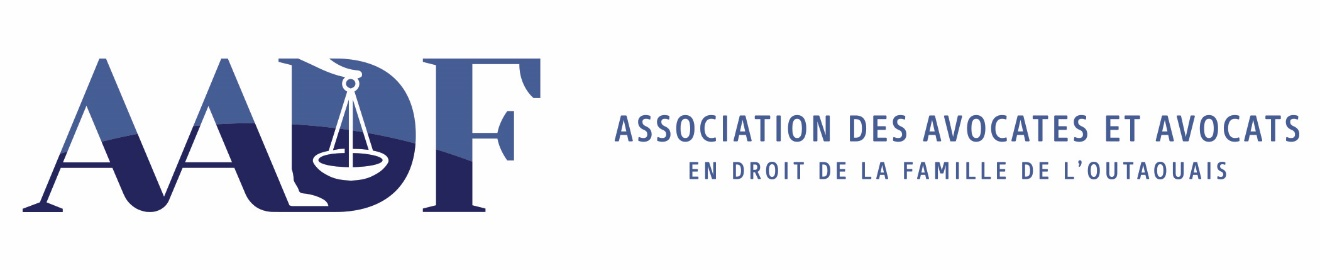 AADF
ASSOCIATION DES AVOCATES ET AVOCATS
EN DROIT DE LA FAMILLE DE L'OUTAOUAIS